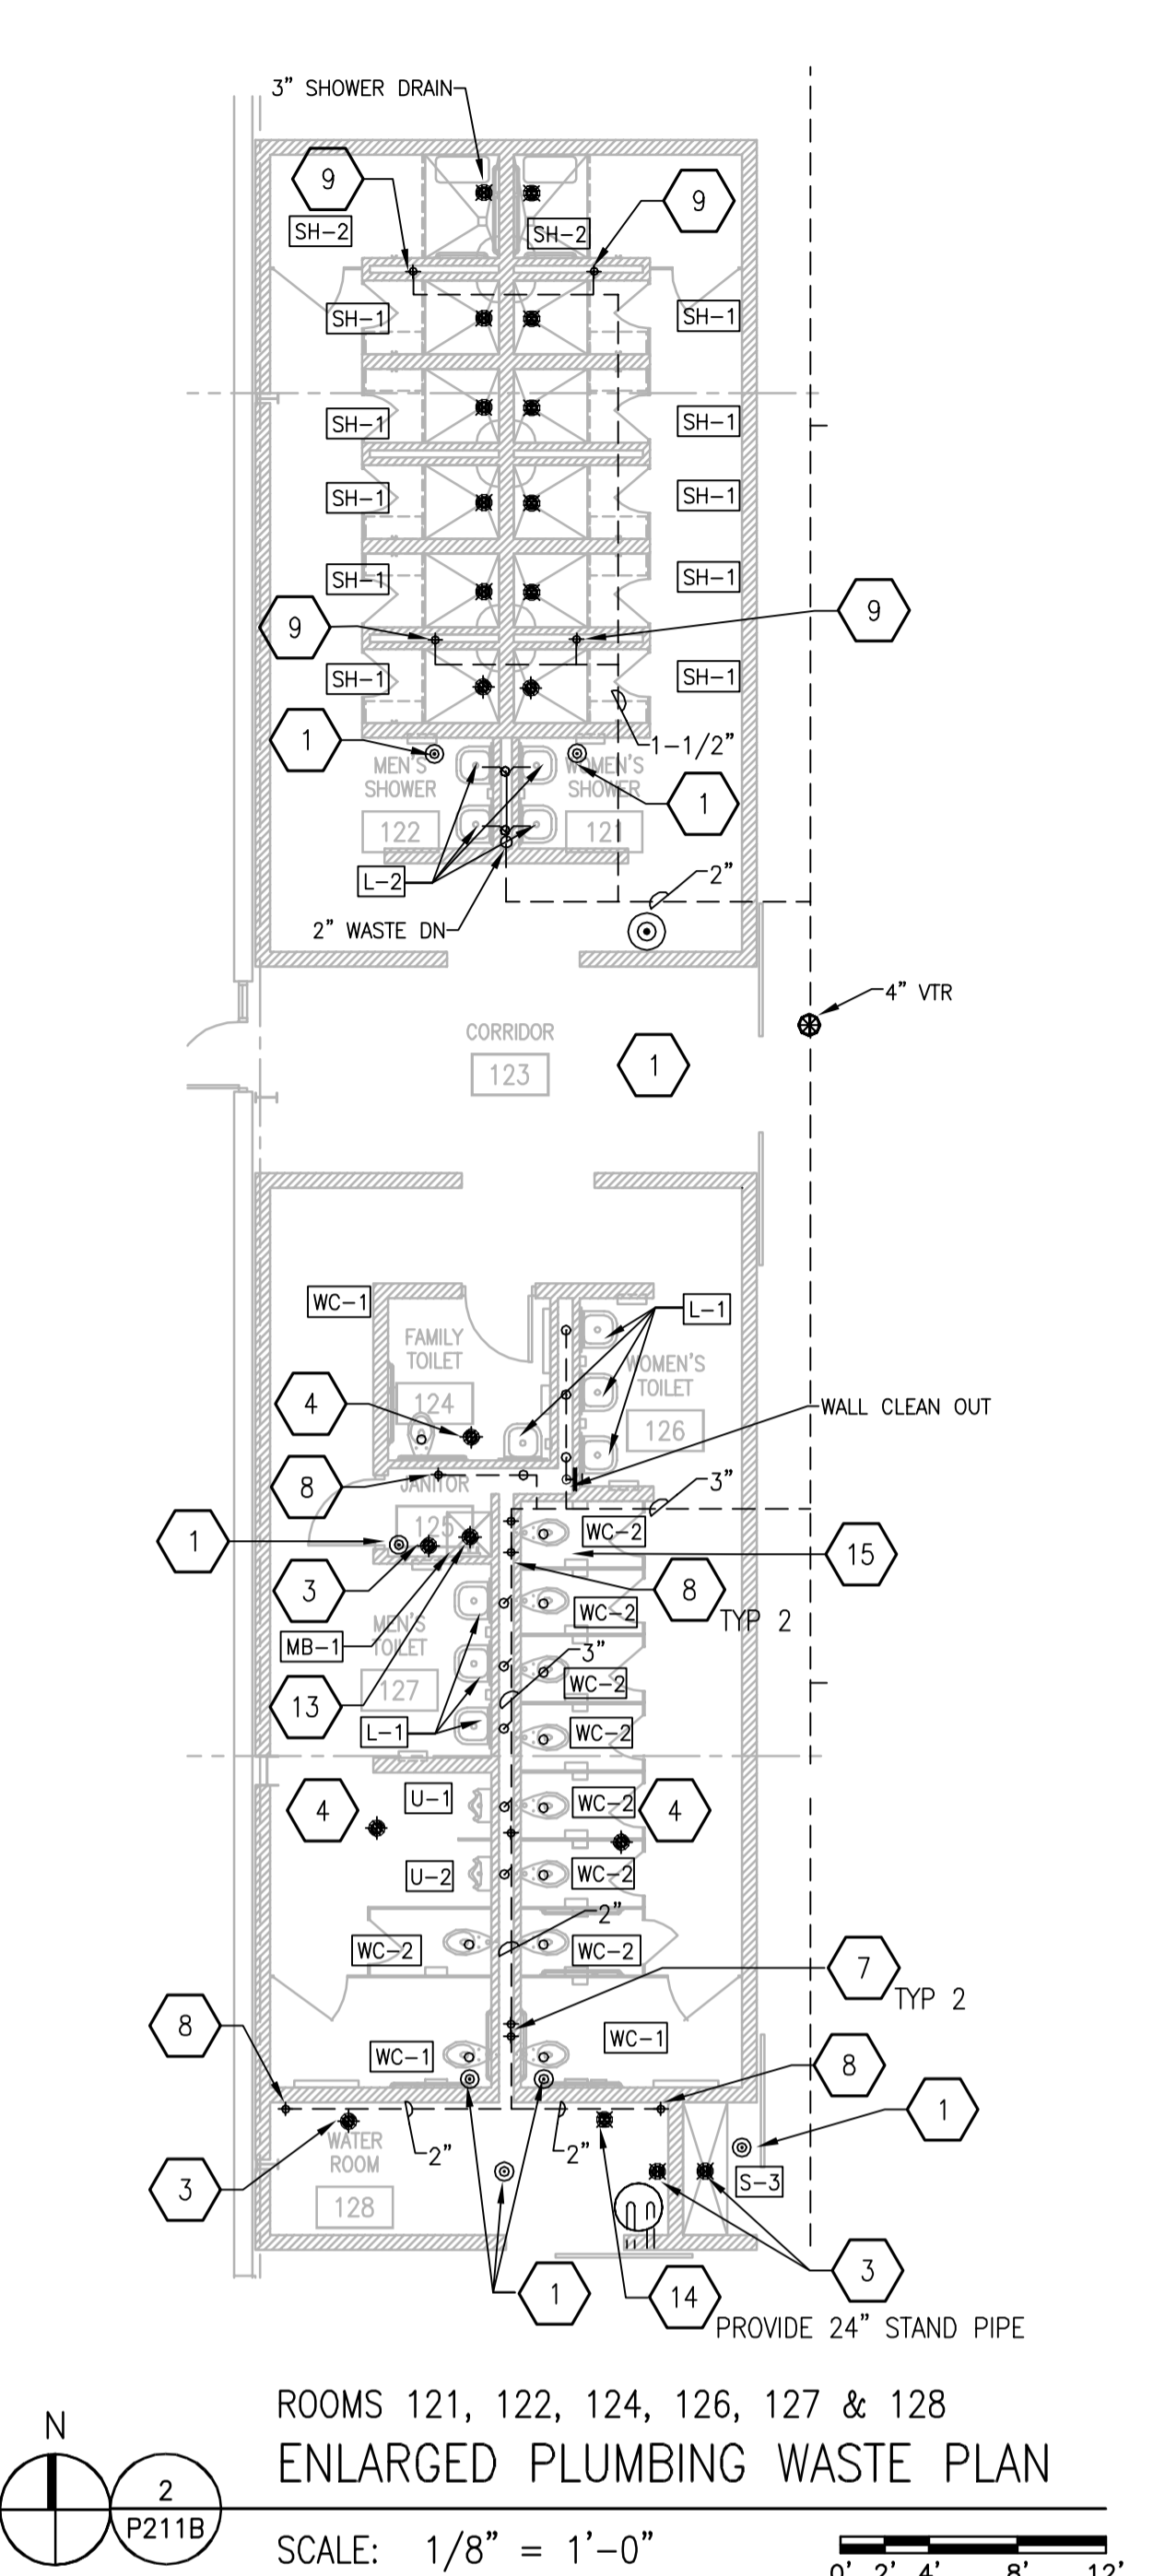 3" SHOWER DRAIN
9
9
SH-2
SH-2
SH-1
SH-1
SH-1
SH-1
SH-1
SH-1
SH-1
SH-1
9
9
SH-1
SH-1
1
1-1/2"
MEN'S
SHOWER
122
WOMEN'S
SHOWER
121
1
L-2
2"
2" WASTE DN
4" VTR
CORRIDOR
123
1
WC-1
L-1
FAMILY
TOILET
124
WOMEN'S
TOILET
126
4
WALL CLEAN OUT
8
JANITOR
125
3"
1
WC-2
15
3
8
TYP 2
WC-2
MB-1
MEN'S
TOILET
127
3"
WC-2
13
L-1
WC-2
4
U-1
WC-2
4
U-2
WC-2
2"
WC-2
WC-2
7
TYP 2
8
WC-1
WC-1
8
1
2"
2"
WATER
ROOM
128
3
S-3
3
1
14
PROVIDE 24" STAND PIPE
ROOMS 121, 122, 124, 126, 127 & 128
N
2
P211B
ENLARGED PLUMBING WASTE PLAN
SCALE: 1/8" = 1'-0"
0' 2' 4' 8' 12'